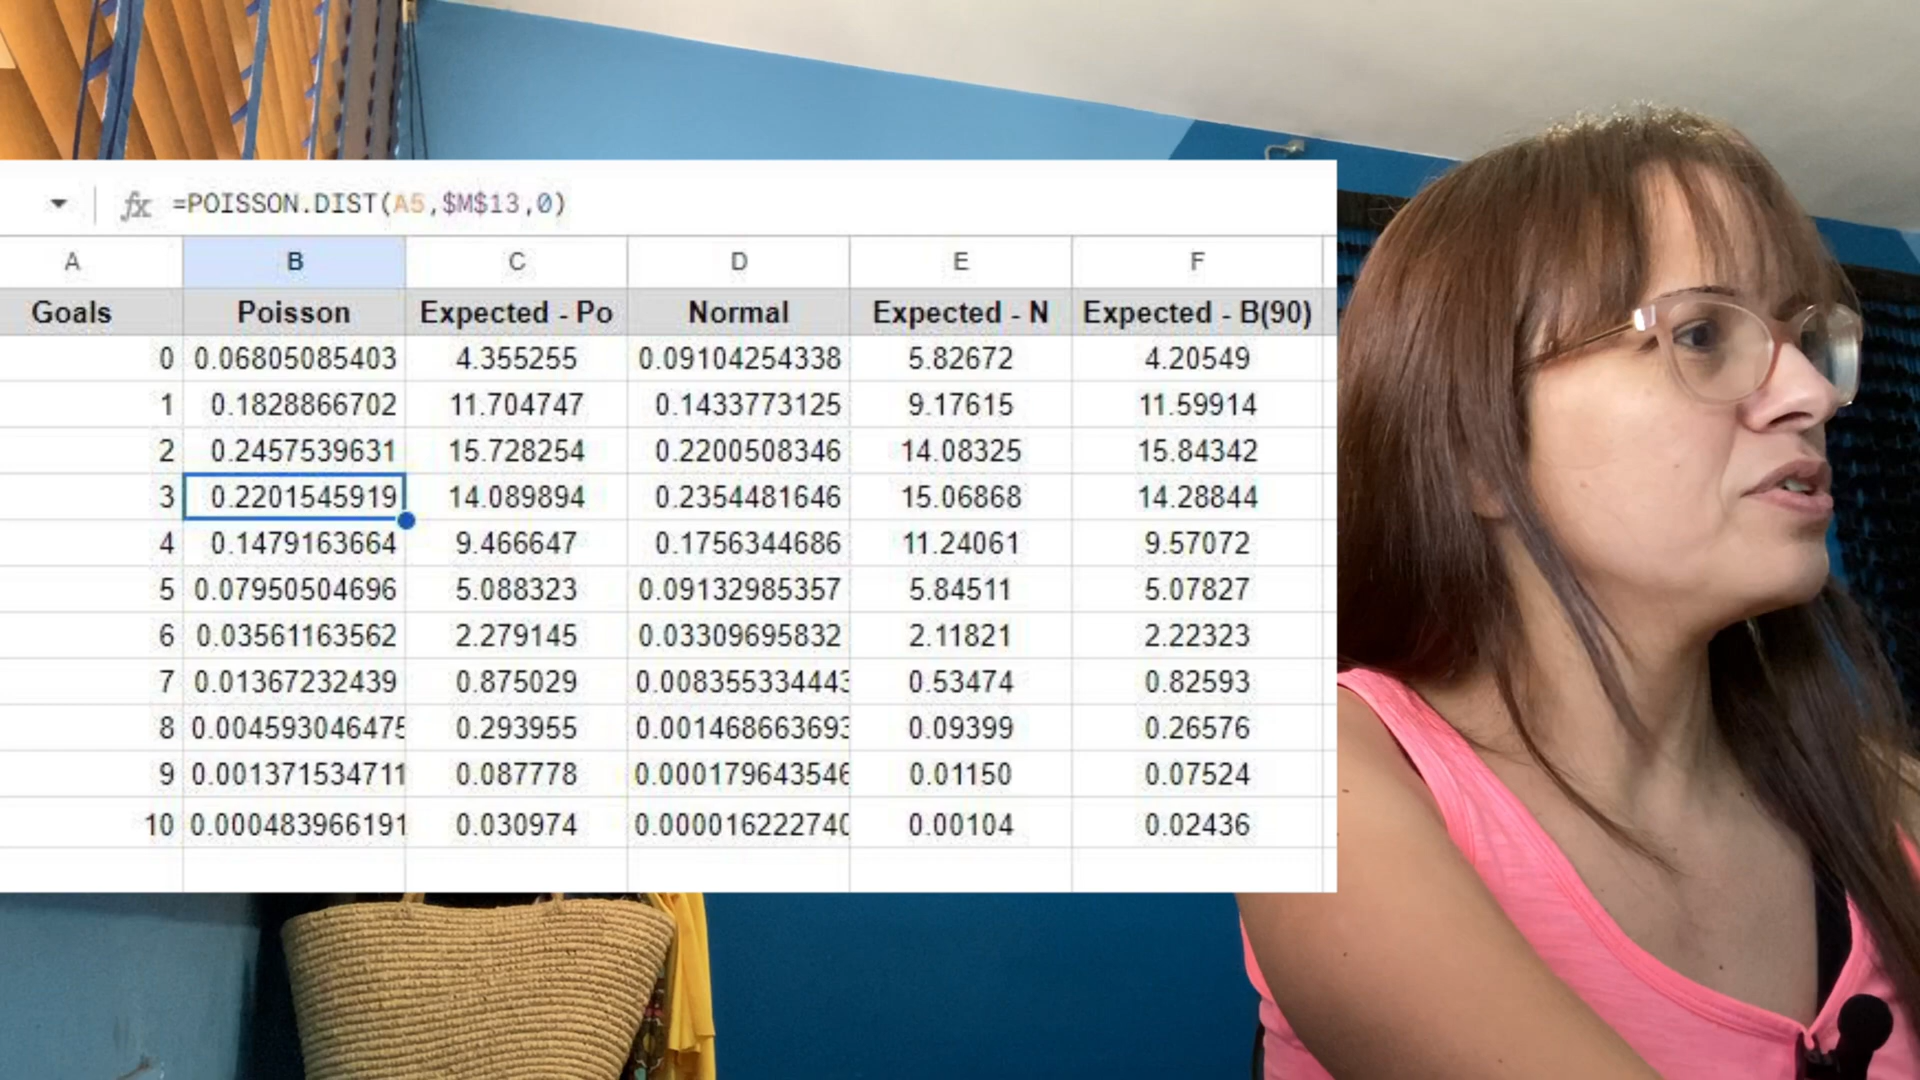 fx =POISSON.DIST(A5,$M$13,0)
A B C D E F
Goals Poisson Expected - Po Normal Expected - N Expected - B(90)
0 0.06805085403 4.355255 0.09104254338 5.82672 4.20549
1 0.1828866702 11.704747 0.1433773125 9.17615 11.59914
2 0.2457539631 15.728254 0.2200508346 14.08325 15.84342
3 0.2201545919 14.089894 0.2354481646 15.06868 14.28844
4 0.1479163664 9.466647 0.1756344686 11.24061 9.57072
5 0.07950504696 5.088323 0.09132985357 5.84511 5.07827
6 0.03561163562 2.279145 0.03309695832 2.11821 2.22323
7 0.01367232439 0.875029 0.008355334443 0.53474 0.82593
8 0.004593046475 0.293955 0.001468663693 0.09399 0.26576
9 0.001371534711 0.087778 0.000179643546 0.01150 0.07524
10 0.000483966191 0.030974 0.000016222740 0.00104 0.02436